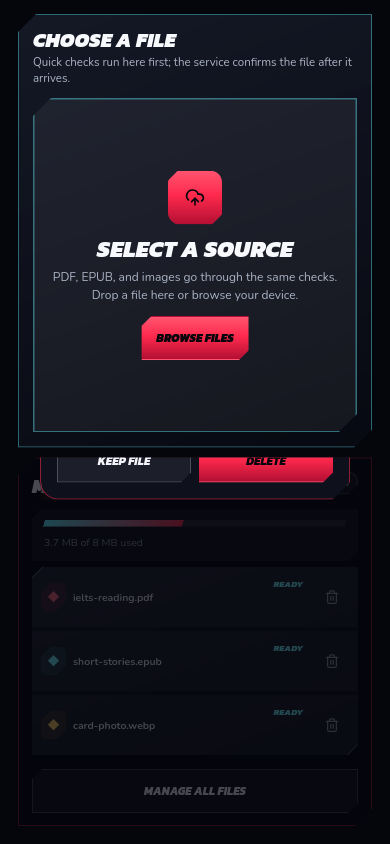 CHOOSE A FILE
Quick checks run here first; the service confirms the file after it
arrives.
SELECT A SOURCE
PDF, EPUB, and images go through the same checks.
Drop a file here or browse your device.
BROWSE FILES
KEEP FILE
DELETE
3.7 MB of 8 MB used
READY
ielts-reading.pdf
READY
short-stories.epub
READY
card-photo.webp
MANAGE ALL FILES